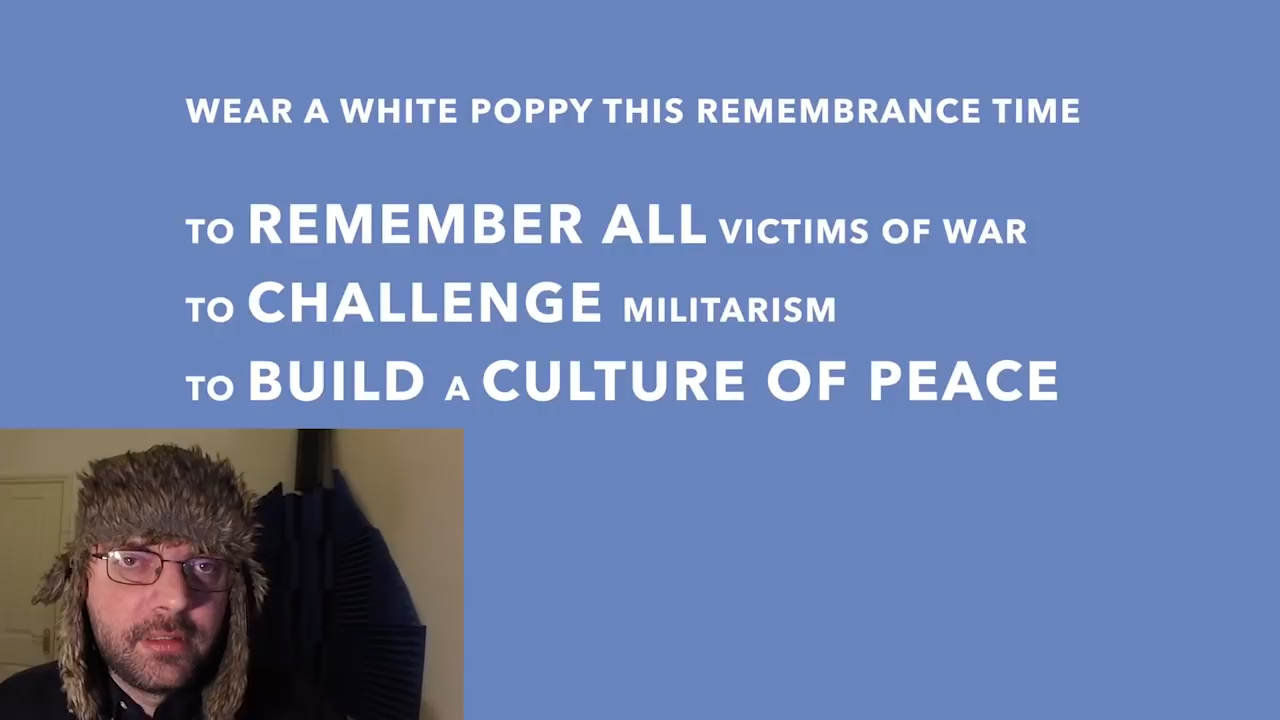 WEAR A WHITE POPPY THIS REMEMBRANCE TIME
TO REMEMBER ALL VICTIMS OF WAR
TO CHALLENGE MILITARISM
TO BUILD A CULTURE OF PEACE